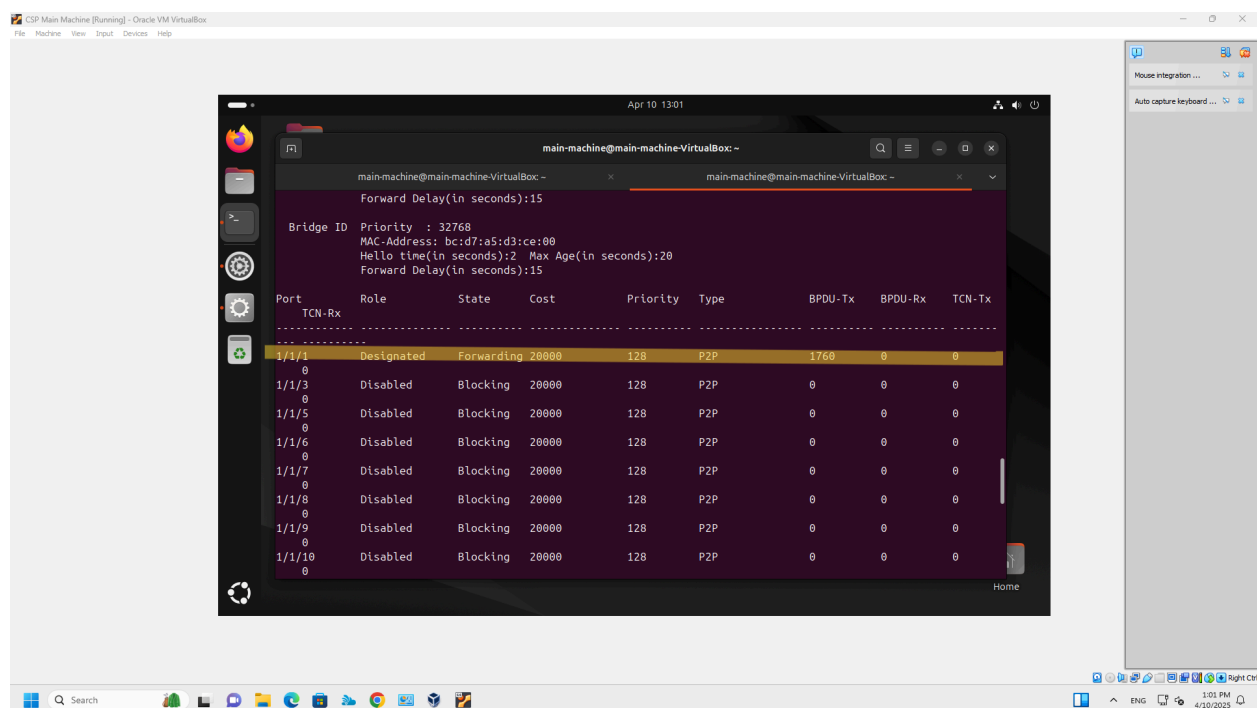 CSP Main Machine [Running] - Oracle VM VirtualBox
File Machine View Input Devices Help
Mouse integration ...
Auto capture keyboard ...
Apr 10 13:01
main-machine@main-machine-VirtualBox: ~
main-machine@main-machine-VirtualBox: ~ × main-machine@main-machine-VirtualBox: ~ ×
Forward Delay(in seconds):15
Bridge ID Priority : 32768
MAC-Address: bc:d7:a5:d3:ce:00
Hello time(in seconds):2 Max Age(in seconds):20
Forward Delay(in seconds):15
Port Role State Cost Priority Type BPDU-Tx BPDU-Rx TCN-Tx
TCN-Rx
------------ -------------- ---------- -------------- ---------- ---------------- ---------- ---------- -------
--- ----------
1/1/1 Designated Forwarding 20000 128 P2P 1760 0 0
0
1/1/3 Disabled Blocking 20000 128 P2P 0 0 0
0
1/1/5 Disabled Blocking 20000 128 P2P 0 0 0
0
1/1/6 Disabled Blocking 20000 128 P2P 0 0 0
0
1/1/7 Disabled Blocking 20000 128 P2P 0 0 0
0
1/1/8 Disabled Blocking 20000 128 P2P 0 0 0
0
1/1/9 Disabled Blocking 20000 128 P2P 0 0 0
0
1/1/10 Disabled Blocking 20000 128 P2P 0 0 0
0
Home
Right Ctrl
Search
ENG
1:01 PM
4/10/2025